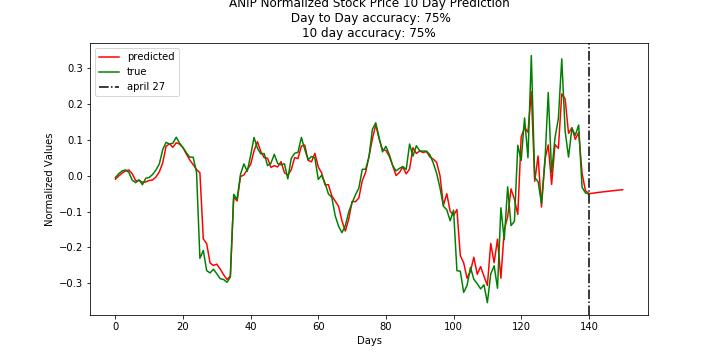 ANIP Normalized Stock Price 10 Day Prediction
Day to Day accuracy: 75%
10 day accuracy: 75%
predicted
true
april 27
Normalized Values
0.3
0.2
0.1
0.0
−0.1
−0.2
−0.3
0 20 40 60 80 100 120 140
Days